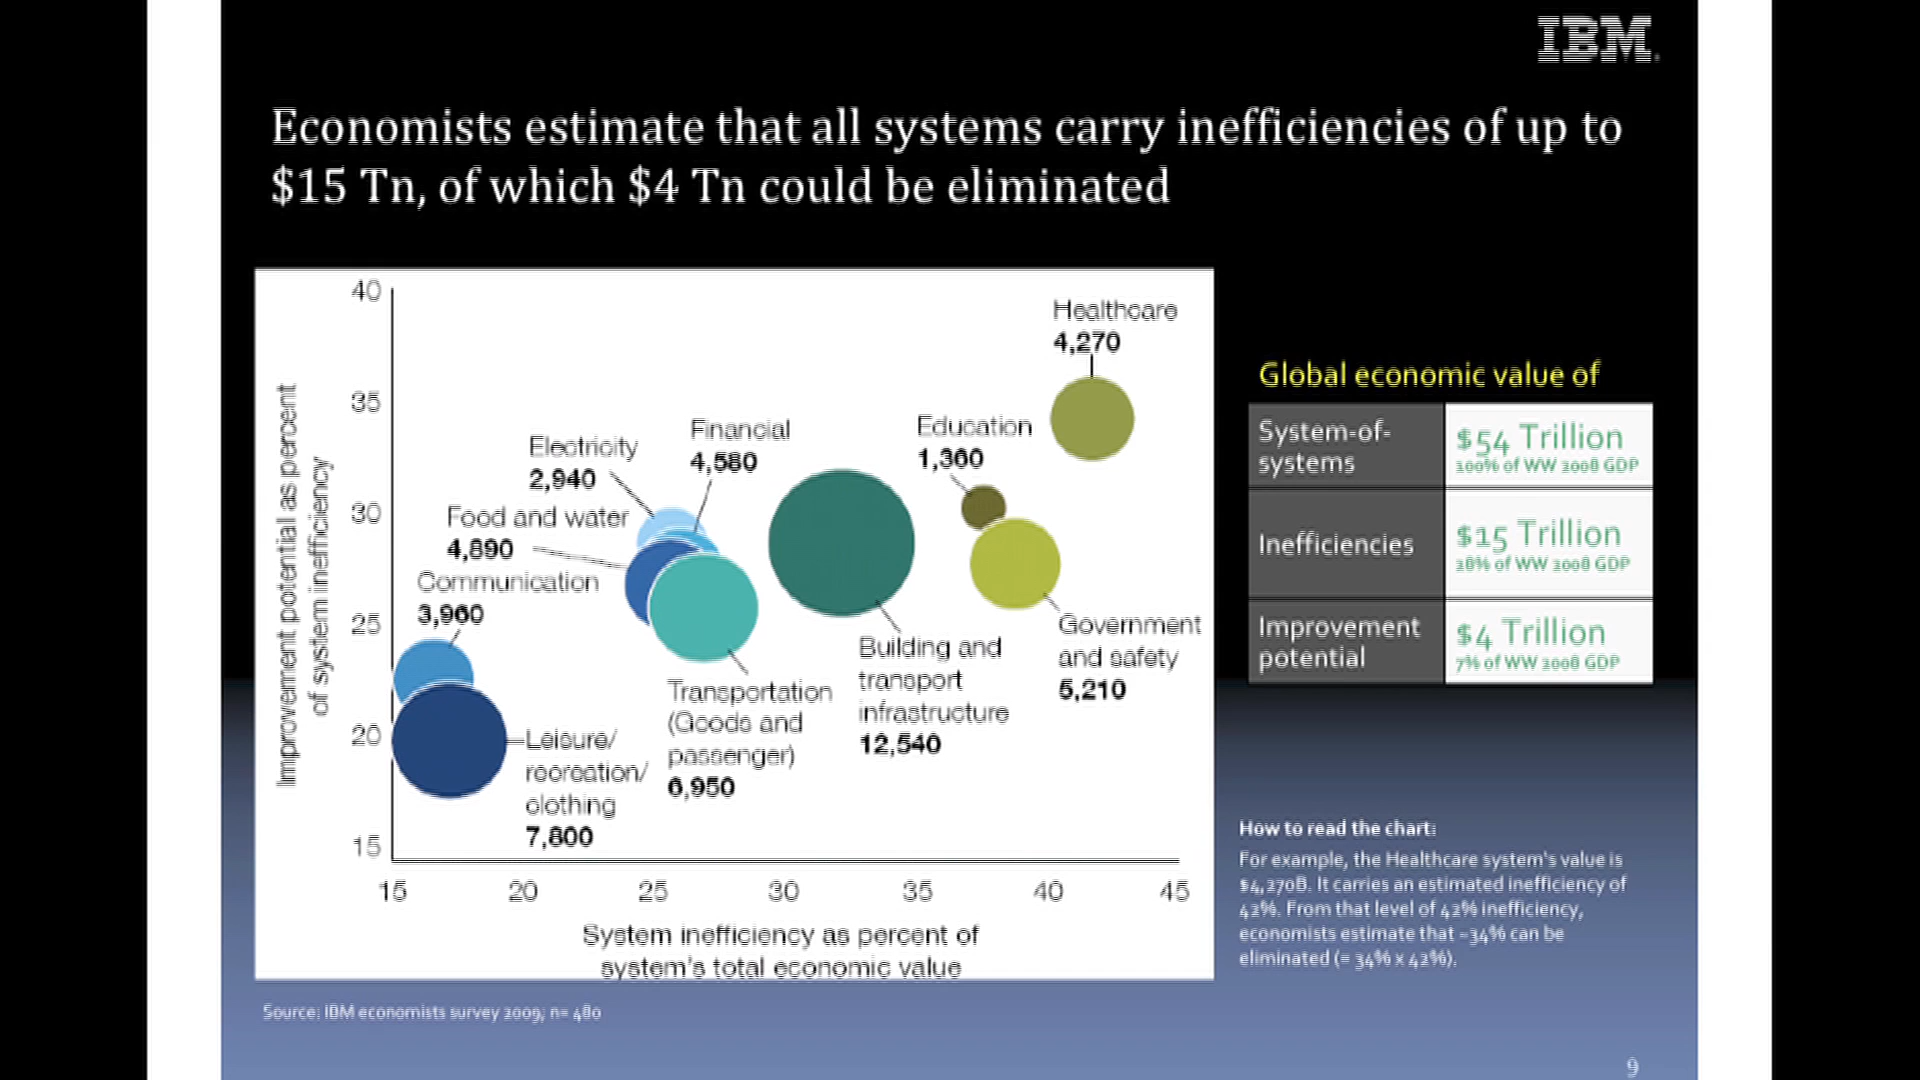 IBM
Economists estimate that all systems carry inefficiencies of up to
$15 Tn, of which $4 Tn could be eliminated
40
35
30
25
20
15
Improvement potential as percent
of system inefficiency
Healthcare
4,270
Education
1,360
Financial
4,580
Electricity
2,940
Food and water
4,890
Communication
3,960
Government
and safety
5,210
Building and
transport
infrastructure
12,540
Transportation
(Goods and
passenger)
6,950
Leisure/
recreation/
clothing
7,800
15 20 25 30 35 40 45
System inefficiency as percent of
system's total economic value
Global economic value of
System-of-
systems
$54 Trillion
100% of WW 2008 GDP
Inefficiencies
$15 Trillion
28% of WW 2008 GDP
Improvement
potential
$4 Trillion
7% of WW 2008 GDP
How to read the chart:
For example, the Healthcare system's value is
$4,270B. It carries an estimated inefficiency of
42%. From that level of 42% inefficiency,
economists estimate that ~34% can be
eliminated (= 34% x 42%).
Source: IBM economists survey 2009; n= 480
9